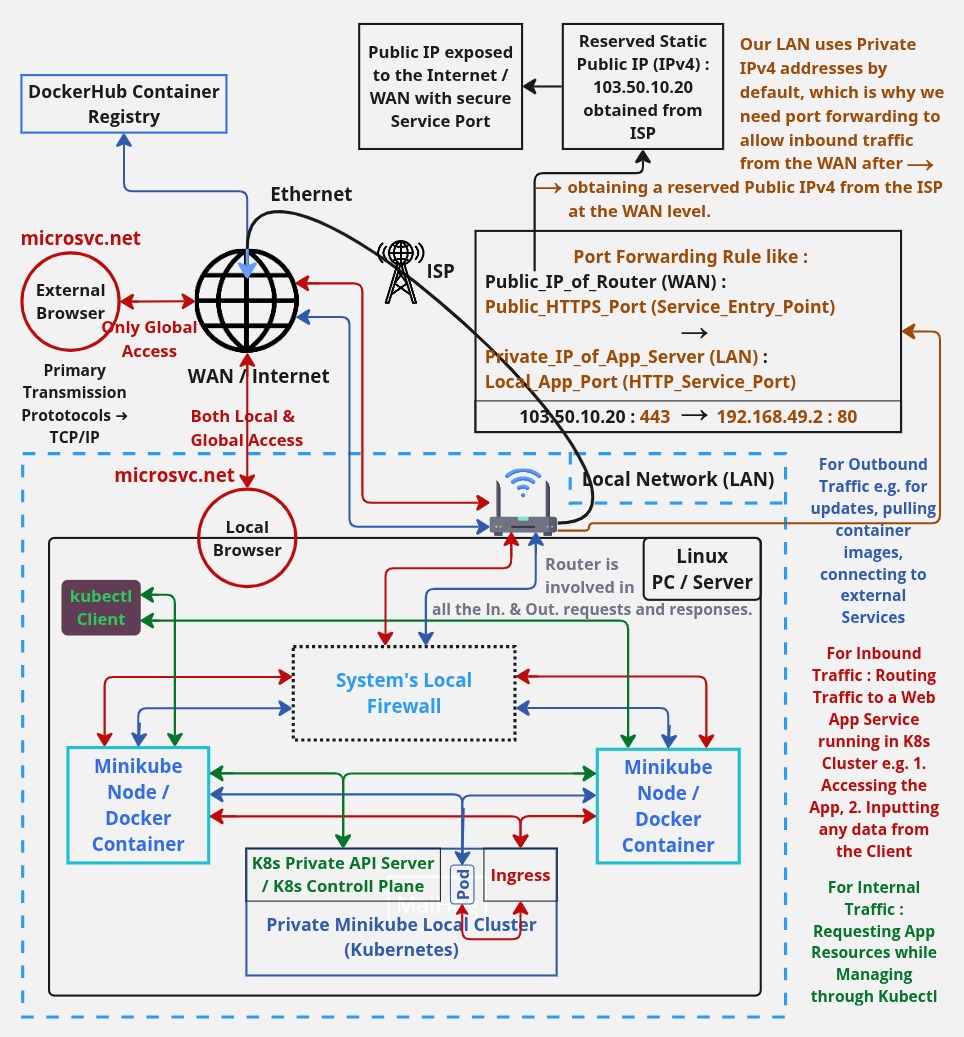 Public IP exposed
to the Internet /
WAN with secure
Service Port
Reserved Static
Public IP (IPv4) :
103.50.10.20
obtained from
ISP
Our LAN uses Private
IPv4 addresses by
default, which is why we
need port forwarding to
allow inbound traffic
from the WAN after →
→ obtaining a reserved Public IPv4 from the ISP
at the WAN level.
DockerHub Container
Registry
Ethernet
ISP
microsvc.net
External
Browser
Only Global
Access
Primary
Transmission
Prototocols →
TCP/IP
WAN / Internet
Both Local &
Global Access
Port Forwarding Rule like :
Public_IP_of_Router (WAN) :
Public_HTTPS_Port (Service_Entry_Point)
→
Private_IP_of_App_Server (LAN) :
Local_App_Port (HTTP_Service_Port)
103.50.10.20 : 443 → 192.168.49.2 : 80
microsvc.net
Local
Browser
Local Network (LAN)
Linux
PC / Server
Router is
involved in
all the In. & Out. requests and responses.
kubectl
Client
System's Local
Firewall
Minikube
Node /
Docker
Container
Minikube
Node /
Docker
Container
K8s Private API Server
/ K8s Controll Plane
Pod
Ingress
Private Minikube Local Cluster
(Kubernetes)
For Outbound
Traffic e.g. for
updates, pulling
container
images,
connecting to
external
Services
For Inbound
Traffic : Routing
Traffic to a Web
App Service
running in K8s
Cluster e.g. 1.
Accessing the
App, 2. Inputting
any data from
the Client
For Internal
Traffic :
Requesting App
Resources while
Managing
through Kubectl